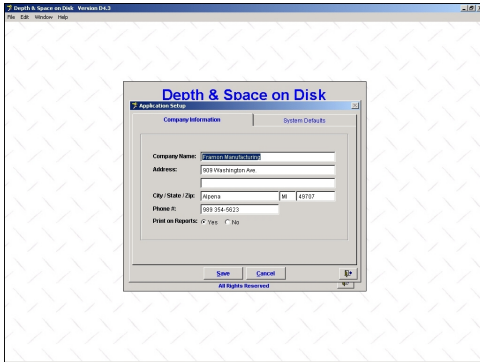 Depth & Space on Disk Version D4.3
File Edit Window Help
Depth & Space on Disk
Application Setup
Company Information
System Defaults
Company Name: Framon Manufacturing
Address: 909 Washington Ave.
City / State / Zip: Alpena MI 49707
Phone #: 989 354-5623
Print on Reports: Yes No
Save Cancel
All Rights Reserved